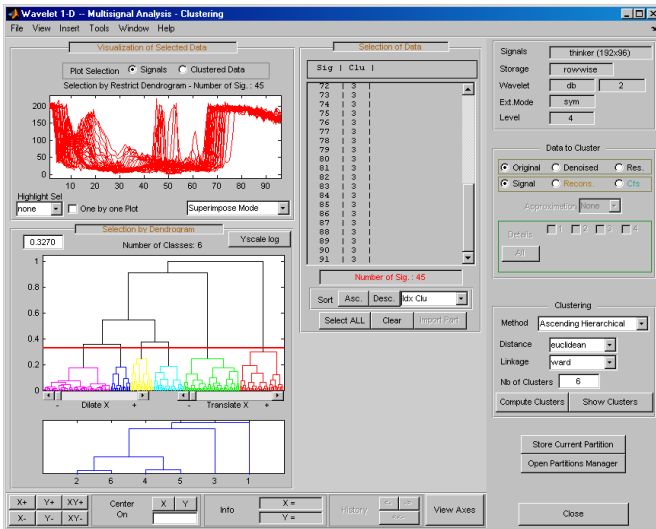 Wavelet 1-D -- Multisignal Analysis - Clustering
File View Insert Tools Window Help
Visualization of Selected Data
Plot Selection Signals Clustered Data
Selection by Restrict Dendrogram - Number of Sig. : 45
200
150
100
50
0
10 20 30 40 50 60 70 80 90
Highlight Sel
none One by one Plot Superimpose Mode
Selection by Dendrogram
0.3270 Number of Classes: 6 Yscale log
1
0.8
0.6
0.4
0.2
0
- Dilate X + - Translate X +
2 6 4 5 3 1
Selection of Data
Sig | Clu |
72 | 3 |
73 | 3 |
74 | 3 |
75 | 3 |
76 | 3 |
77 | 3 |
78 | 3 |
79 | 3 |
80 | 3 |
81 | 3 |
82 | 3 |
83 | 3 |
84 | 3 |
85 | 3 |
86 | 3 |
87 | 3 |
88 | 3 |
89 | 3 |
90 | 3 |
91 | 3 |
Number of Sig. : 45
Sort Asc. Desc. Idx Clu
Select ALL Clear Import Part
Signals thinker (192x96)
Storage rowwise
Wavelet db 2
Ext.Mode sym
Level 4
Data to Cluster
Original Denoised Res.
Signal Recons. Cfs
Approximation None
Details 1 2 3 4
All
Clustering
Method Ascending Hierarchical
Distance euclidean
Linkage ward
Nb of Clusters 6
Compute Clusters Show Clusters
Store Current Partition
Open Partitions Manager
Close
X+ Y+ XY+
X- Y- XY-
Center On X Y
Info X =
Y =
History <- ->
<<-
View Axes